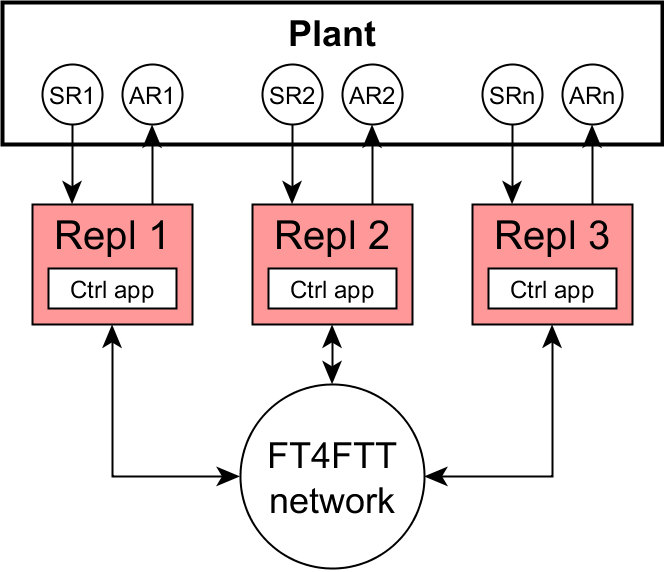 Plant
SR1 AR1 SR2 AR2 SRn ARn
Repl 1 Repl 2 Repl 3
Ctrl app Ctrl app Ctrl app
FT4FTT
network